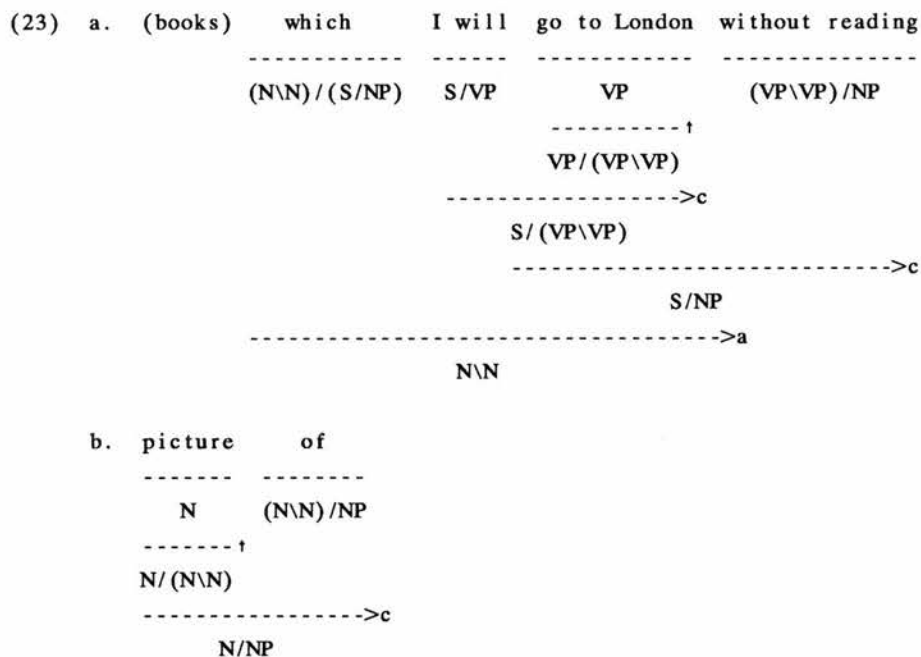 (23) a. (books) which I will go to London without reading
------------ ------ ------------ ---------------
(N\N)/(S/NP) S/VP VP (VP\VP)/NP
----------↑
VP/(VP\VP)
-------------------->c
S/(VP\VP)
--------------------------------->c
S/NP
---------------------------------------->a
N\N
b. picture of
------- --------
N (N\N)/NP
-------↑
N/(N\N)
------------------->c
N/NP